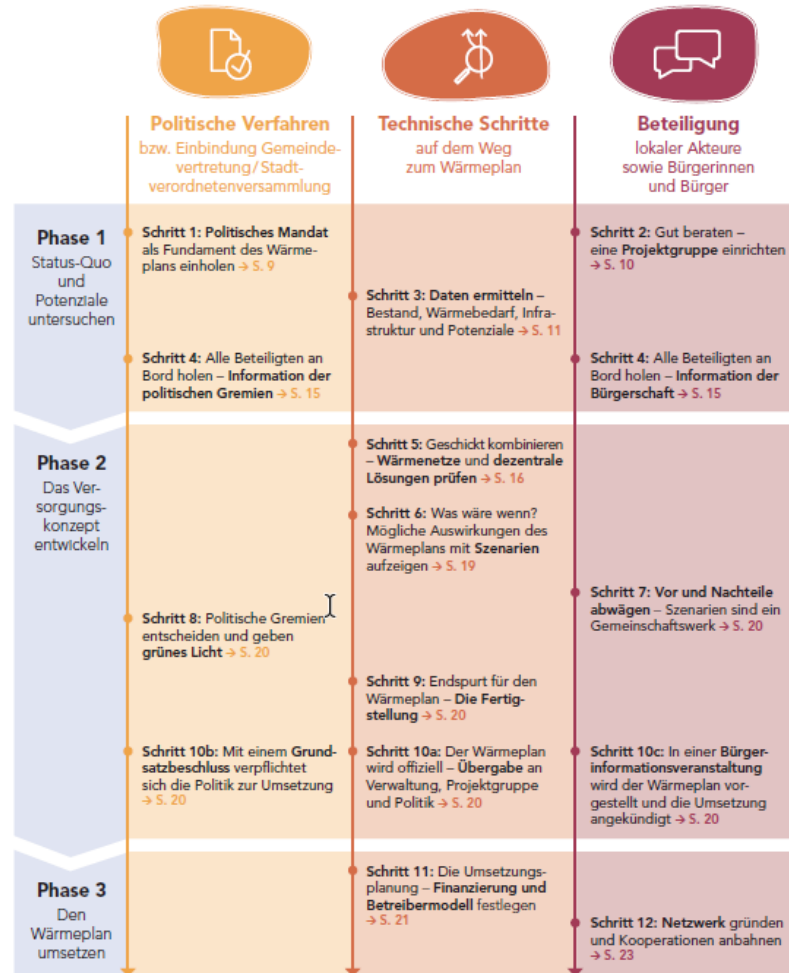 Politische Verfahren
bzw. Einbindung Gemeinde-
vertretung/Stadt-
verordnetenversammlung
Technische Schritte
auf dem Weg
zum Wärmeplan
Beteiligung
lokaler Akteure
sowie Bürgerinnen
und Bürger
Phase 1
Status-Quo
und
Potenziale
untersuchen
Schritt 1: Politisches Mandat
als Fundament des Wärme-
plans einholen → S. 9
Schritt 2: Gut beraten –
eine Projektgruppe einrichten
→ S. 10
Schritt 3: Daten ermitteln –
Bestand, Wärmebedarf, Infra-
struktur und Potenziale → S. 11
Schritt 4: Alle Beteiligten an
Bord holen – Information der
politischen Gremien → S. 15
Schritt 4: Alle Beteiligten an
Bord holen – Information der
Bürgerschaft → S. 15
Phase 2
Das Ver-
sorgungs-
konzept
entwickeln
Schritt 5: Geschickt kombinieren
– Wärmenetze und dezentrale
Lösungen prüfen → S. 16
Schritt 6: Was wäre wenn?
Mögliche Auswirkungen des
Wärmeplans mit Szenarien
aufzeigen → S. 19
Schritt 7: Vor und Nachteile
abwägen – Szenarien sind ein
Gemeinschaftswerk → S. 20
Schritt 8: Politische Gremien
entscheiden und geben
grünes Licht → S. 20
Schritt 9: Endspurt für den
Wärmeplan – Die Fertig-
stellung → S. 20
Schritt 10b: Mit einem Grund-
satzbeschluss verpflichtet
sich die Politik zur Umsetzung
→ S. 20
Schritt 10a: Der Wärmeplan
wird offiziell – Übergabe an
Verwaltung, Projektgruppe
und Politik → S. 20
Schritt 10c: In einer Bürger-
informationsveranstaltung
wird der Wärmeplan vor-
gestellt und die Umsetzung
angekündigt → S. 20
Phase 3
Den
Wärmeplan
umsetzen
Schritt 11: Die Umsetzungs-
planung – Finanzierung und
Betreibermodell festlegen
→ S. 21
Schritt 12: Netzwerk gründen
und Kooperationen anbahnen
→ S. 23